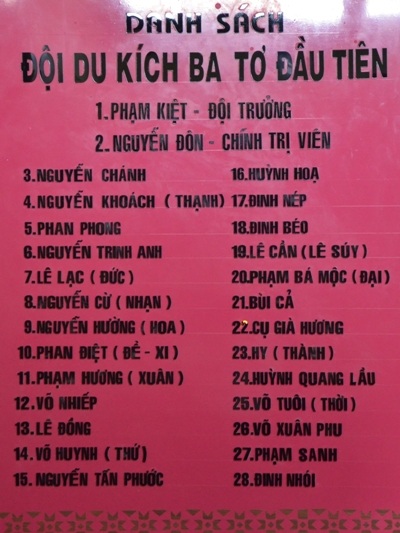 DANH SÁCH
ĐỘI DU KÍCH BA TƠ ĐẦU TIÊN
1.PHẠM KIỆT - ĐỘI TRƯỞNG
2.NGUYỄN ĐÔN - CHÍNH TRỊ VIÊN
3.NGUYỄN CHÁNH
4.NGUYỄN KHOÁCH ( THẠNH )
5.PHAN PHONG
6.NGUYỄN TRINH ANH
7.LÊ LẠC ( ĐỨC )
8.NGUYỄN CỪ ( NHẠN )
9.NGUYỄN HƯỜNG ( HOA )
10.PHAN ĐIỆT ( ĐỀ - XI )
11.PHẠM HƯƠNG ( XUÂN )
12.VÕ NHIẾP
13.LÊ ĐỒNG
14.VÕ HUYNH ( THỨ )
15.NGUYỄN TẤN PHƯỚC
16.HUỲNH HOẠ
17.ĐINH NÉP
18.ĐINH BÉO
19.LÊ CẦN ( LÊ SÚY )
20.PHẠM BÁ MỘC ( ĐẠI )
21.BÙI CẢ
22.CỤ GIÀ HƯƠNG
23.HY ( THÀNH )
24.HUỲNH QUANG LẦU
25.VÕ TUÔI ( THỜI )
26.VÕ XUÂN PHU
27.PHẠM SANH
28.ĐINH NHÓI